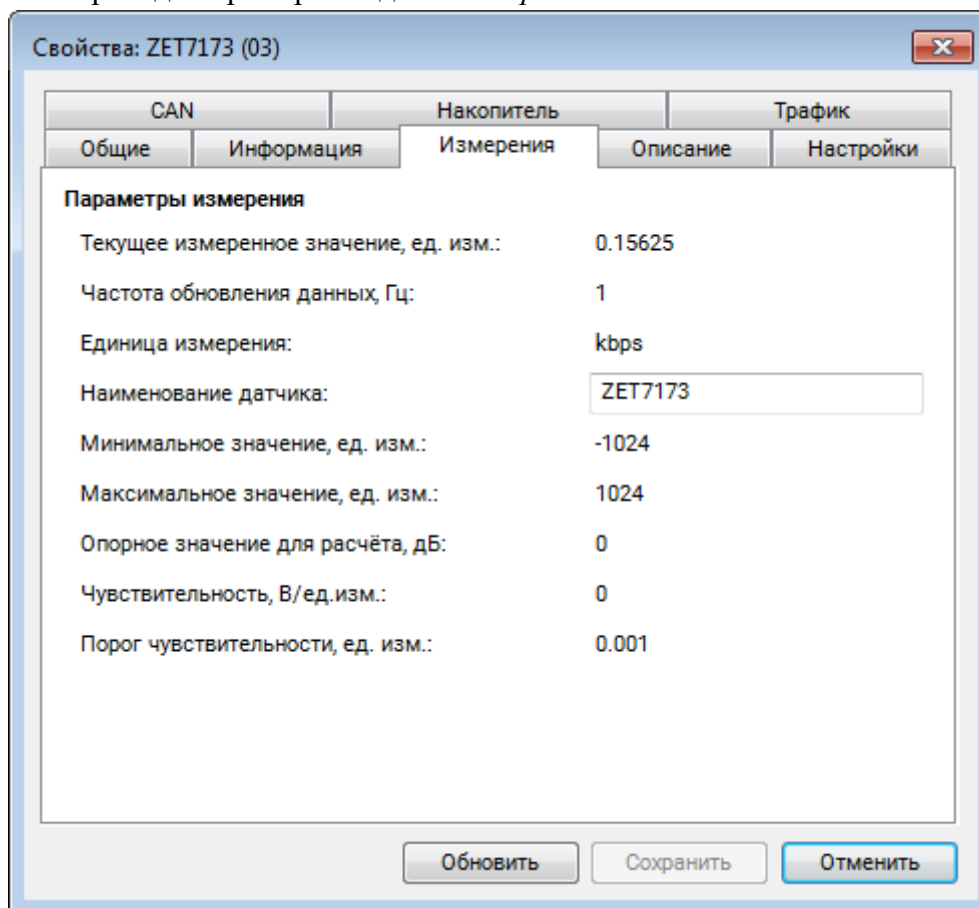 Свойства: ZET7173 (03)
CAN Накопитель Трафик
Общие Информация Измерения Описание Настройки
Параметры измерения
Текущее измеренное значение, ед. изм.: 0.15625
Частота обновления данных, Гц: 1
Единица измерения: kbps
Наименование датчика: ZET7173
Минимальное значение, ед. изм.: -1024
Максимальное значение, ед. изм.: 1024
Опорное значение для расчёта, дБ: 0
Чувствительность, В/ед.изм.: 0
Порог чувствительности, ед. изм.: 0.001
Обновить Сохранить Отменить